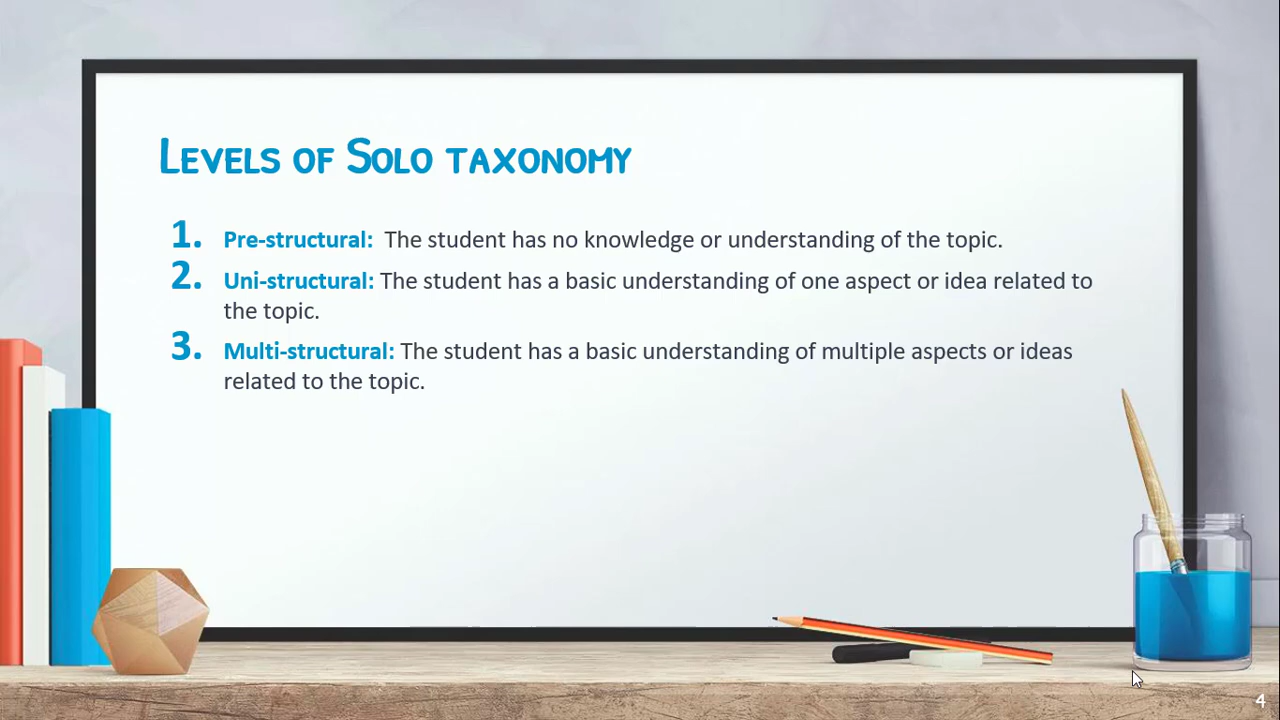 Levels of Solo taxonomy
1. Pre-structural: The student has no knowledge or understanding of the topic.
2. Uni-structural: The student has a basic understanding of one aspect or idea related to
the topic.
3. Multi-structural: The student has a basic understanding of multiple aspects or ideas
related to the topic.
4